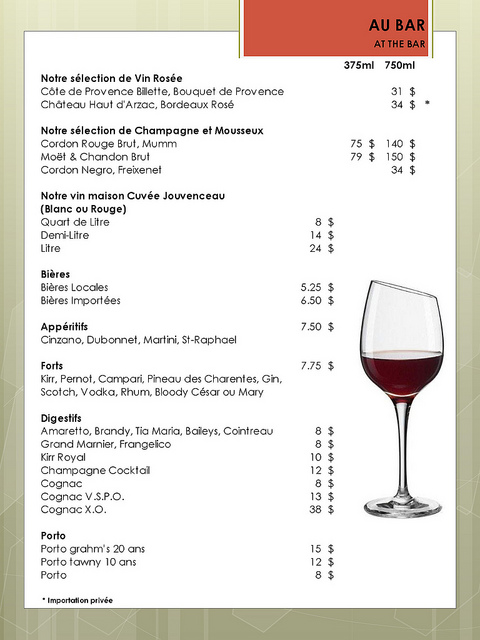 AU BAR
AT THE BAR
375ml 750ml
Notre sélection de Vin Rosée
Côte de Provence Billette, Bouquet de Provence 31 $
Château Haut d'Arzac, Bordeaux Rosé 34 $ *
Notre sélection de Champagne et Mousseux
Cordon Rouge Brut, Mumm 75 $ 140 $
Moët & Chandon Brut 79 $ 150 $
Cordon Negro, Freixenet 34 $
Notre vin maison Cuvée Jouvenceau
(Blanc ou Rouge)
Quart de Litre 8 $
Demi-Litre 14 $
Litre 24 $
Bières
Bières Locales 5.25 $
Bières Importées 6.50 $
Appéritifs 7.50 $
Cinzano, Dubonnet, Martini, St-Raphael
Forts 7.75 $
Kirr, Pernot, Campari, Pineau des Charentes, Gin,
Scotch, Vodka, Rhum, Bloody César ou Mary
Digestifs
Amaretto, Brandy, Tia Maria, Baileys, Cointreau 8 $
Grand Marnier, Frangelico 8 $
Kirr Royal 10 $
Champagne Cocktail 12 $
Cognac 8 $
Cognac V.S.P.O. 13 $
Cognac X.O. 38 $
Porto
Porto grahm's 20 ans 15 $
Porto tawny 10 ans 12 $
Porto 8 $
* Importation privée